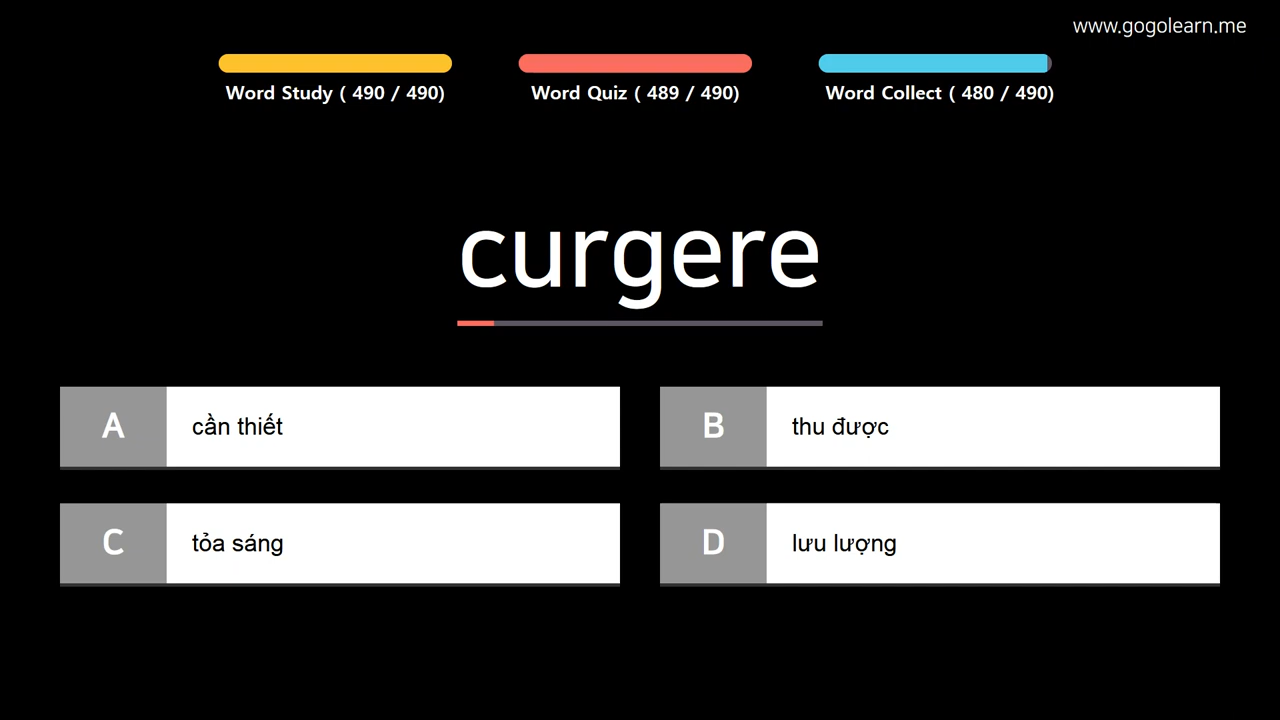 www.gogolearn.me
Word Study ( 490 / 490)
Word Quiz ( 489 / 490)
Word Collect ( 480 / 490)
curgere
A cần thiết
B thu được
C tỏa sáng
D lưu lượng